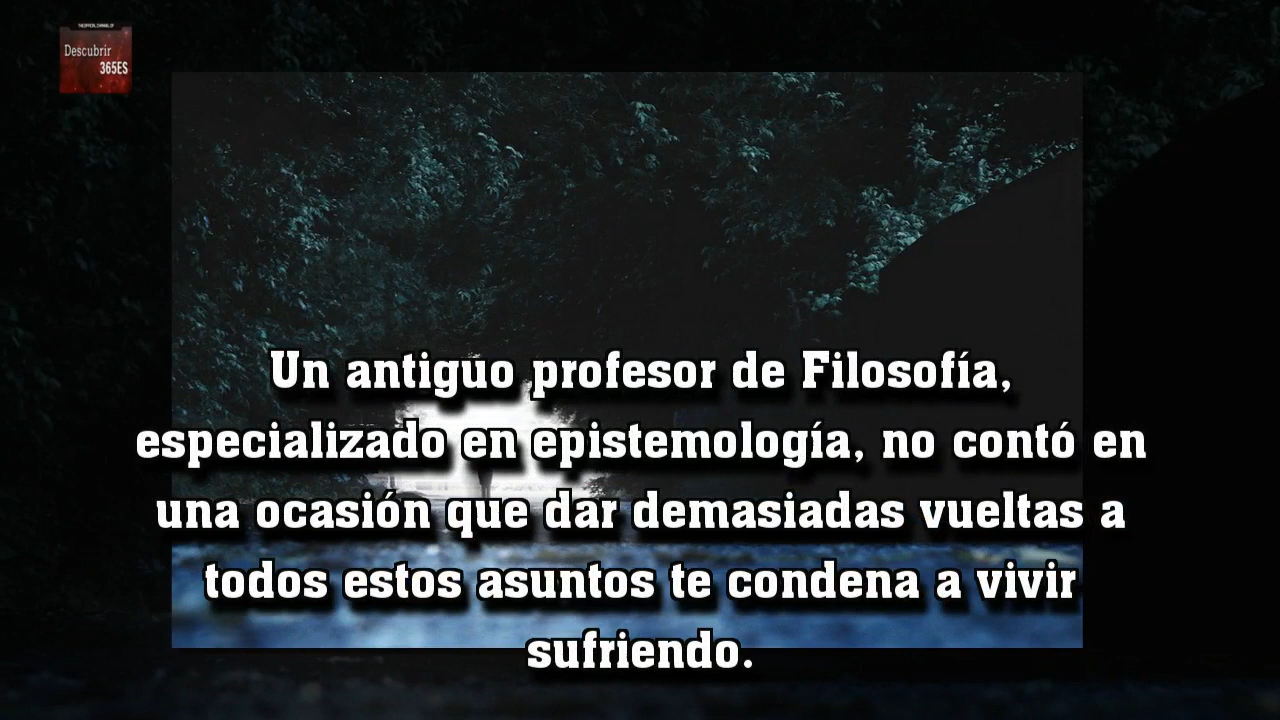 Descubrir
365ES
Un antiguo profesor de Filosofía,
especializado en epistemología, no contó en
una ocasión que dar demasiadas vueltas a
todos estos asuntos te condena a vivir
sufriendo.